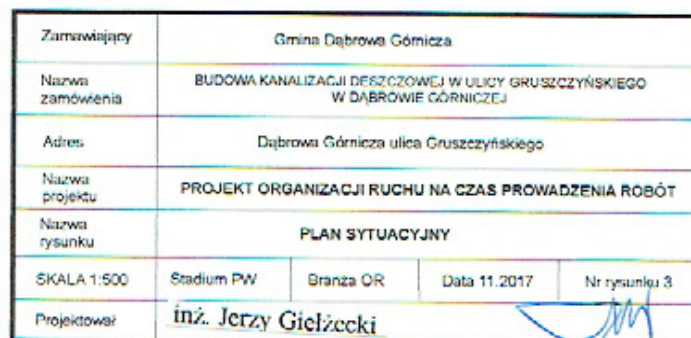 Zamawiający
Gmina Dąbrowa Górnicza
Nazwa
zamówienia
BUDOWA KANALIZACJI DESZCZOWEJ W ULICY GRUSZCZYŃSKIEGO
W DĄBROWIE GÓRNICZEJ
Adres
Dąbrowa Górnicza ulica Gruszczyńskiego
Nazwa
projektu
PROJEKT ORGANIZACJI RUCHU NA CZAS PROWADZENIA ROBÓT
Nazwa
rysunku
PLAN SYTUACYJNY
SKALA 1:500
Stadium PW
Branża OR
Data 11.2017
Nr rysunku 3
Projektował
inż. Jerzy Giełżecki